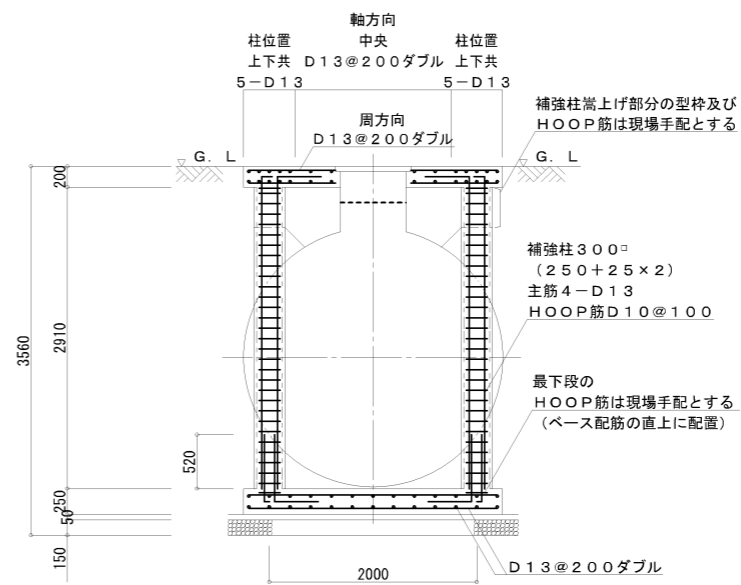 軸方向
中央
D13@200ダブル
柱位置
上下共
5-D13
柱位置
上下共
5-D13
周方向
D13@200ダブル
補強柱嵩上げ部分の型枠及び
HOOP筋は現場手配とする
G.L
G.L
200
2910
3560
520
250
50
150
補強柱300□
(250+25×2)
主筋4-D13
HOOP筋D10@100
最下段の
HOOP筋は現場手配とする
(ベース配筋の直上に配置)
D13@200ダブル
2000